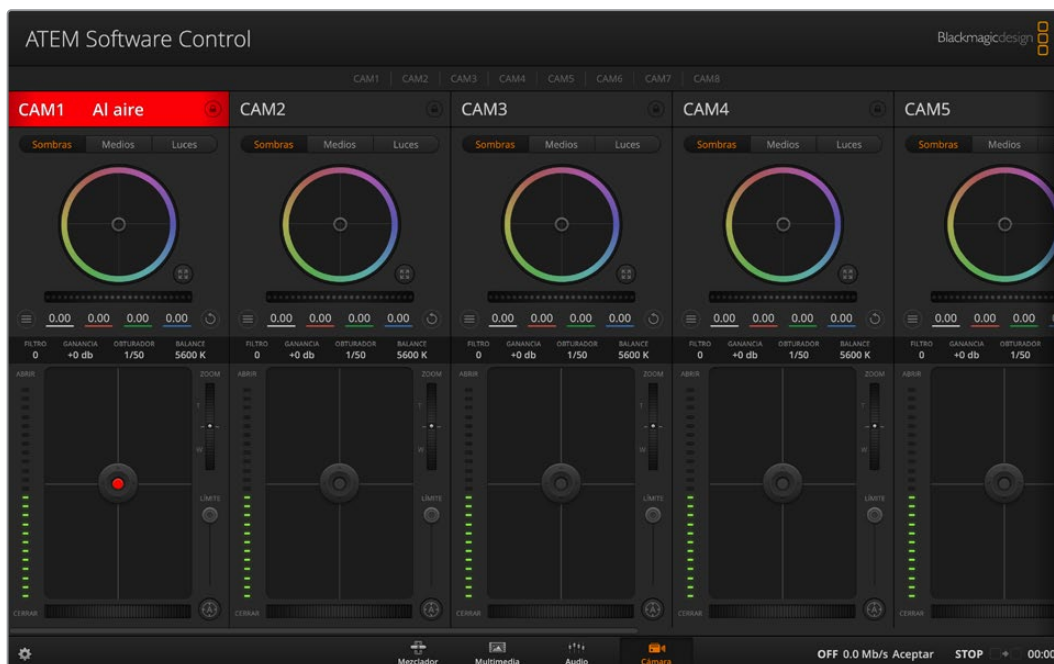 ATEM Software Control
Blackmagicdesign
CAM1 CAM2 CAM3 CAM4 CAM5 CAM6 CAM7 CAM8
CAM1 Al aire CAM2 CAM3 CAM4 CAM5
Sombras Medios Luces Sombras Medios Luces Sombras Medios Luces Sombras Medios Luces Sombras Medios
0.00 0.00 0.00 0.00 0.00 0.00 0.00 0.00 0.00 0.00 0.00 0.00 0.00 0.00 0.00 0.00 0.00 0.00 0.00
FILTRO GANANCIA OBTURADOR BALANCE FILTRO GANANCIA OBTURADOR BALANCE FILTRO GANANCIA OBTURADOR BALANCE FILTRO GANANCIA OBTURADOR BALANCE FILTRO GANANCIA OBTURADOR
0 +0 db 1/50 5600 K 0 +0 db 1/50 5600 K 0 +0 db 1/50 5600 K 0 +0 db 1/50 5600 K 0 +0 db 1/50
ABRIR ZOOM ABRIR ZOOM ABRIR ZOOM ABRIR ZOOM ABRIR
T T T T
W W W W
LÍMITE LÍMITE LÍMITE LÍMITE
CERRAR CERRAR CERRAR CERRAR CERRAR
Mezclador Multimedia Audio Cámara OFF 0.0 Mb/s Aceptar STOP 00:00